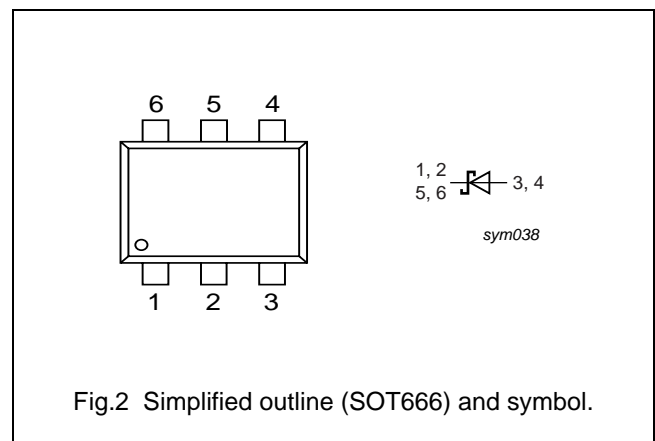 6 5 4
1, 2
5, 6
3, 4
sym038
1 2 3
Fig.2 Simplified outline (SOT666) and symbol.